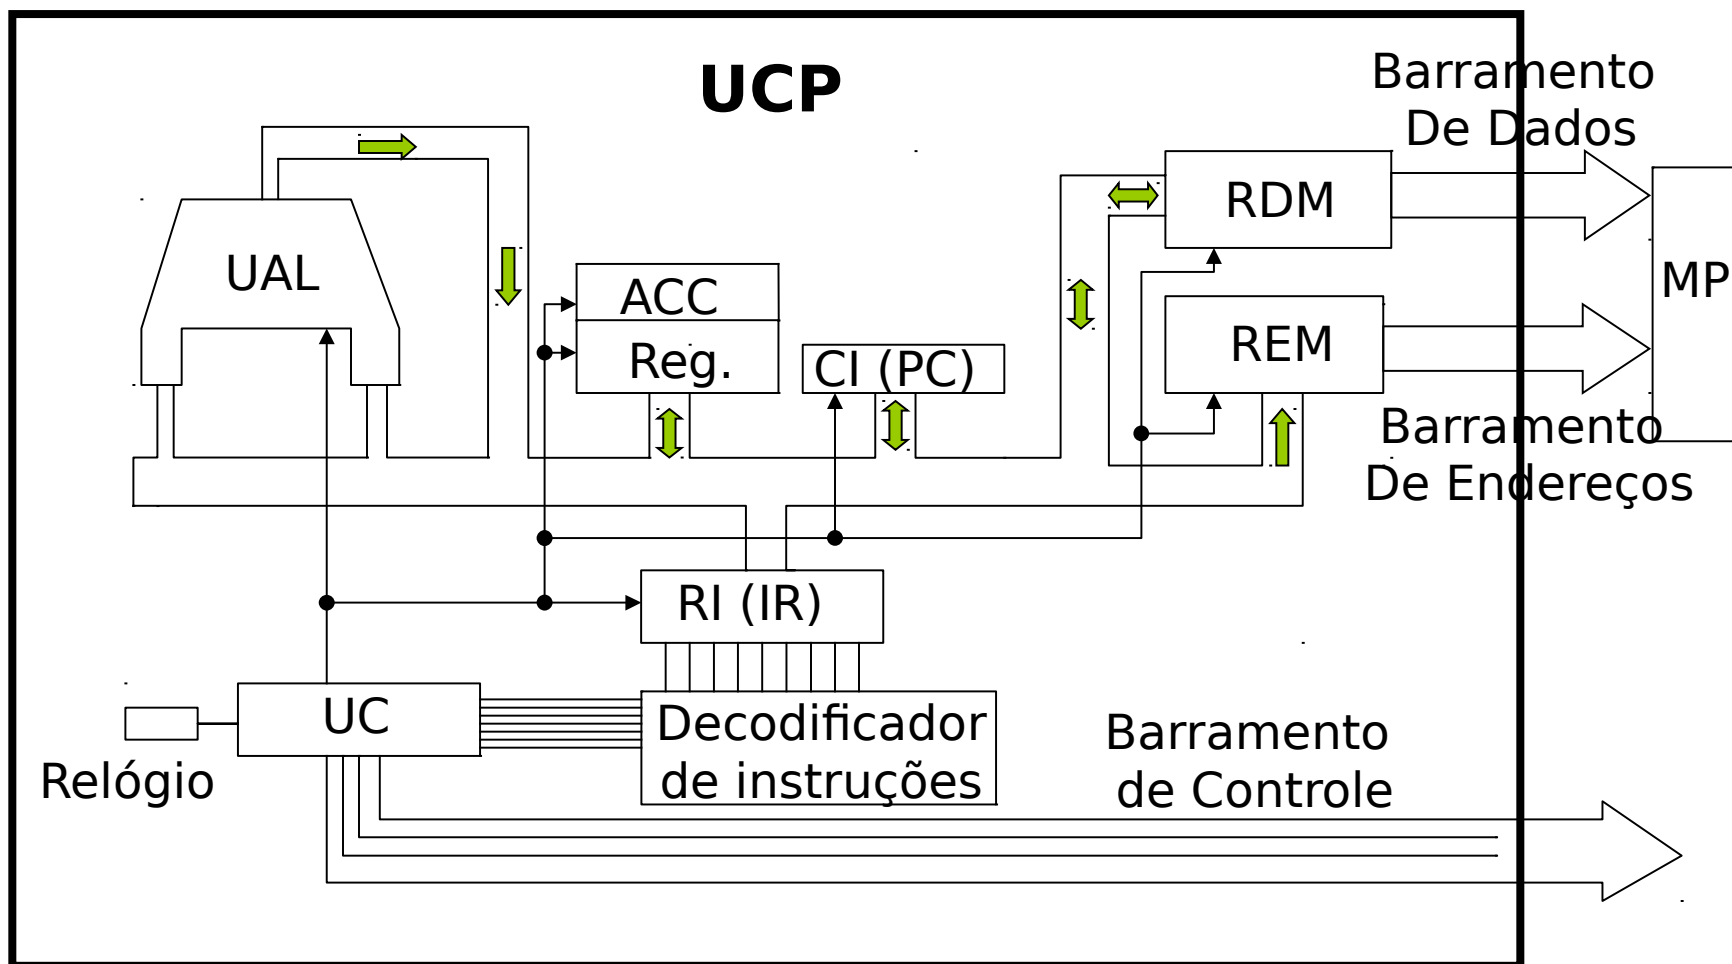 UCP
Barramento
De Dados
RDM
UAL
MP
ACC
REM
Reg.
CI (PC)
Barramento
De Endereços
RI (IR)
UC
Decodificador
de instruções
Relógio
Barramento
de Controle